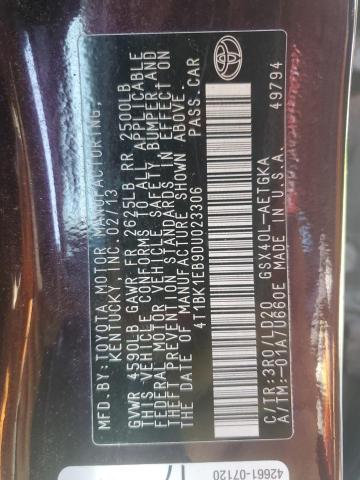 MFD.BY:TOYOTA MOTOR MANUFACTURING,
KENTUCKY, INC. 02/13
GVWR 4590LB GAWR FR 2625LB RR 2500LB
THIS VEHICLE CONFORMS TO ALL APPLICABLE
FEDERAL MOTOR VEHICLE SAFETY, BUMPER AND
THEFT PREVENTION STANDARDS IN EFFECT ON
THE DATE OF MANUFACTURE SHOWN ABOVE.
4T1BK1EB9DU023306 PASS.CAR
C/TR:3R9/LD20 GSX40L-AETGKA
A/TM:-01A/U660E MADE IN U.S.A
49794
42661-07120